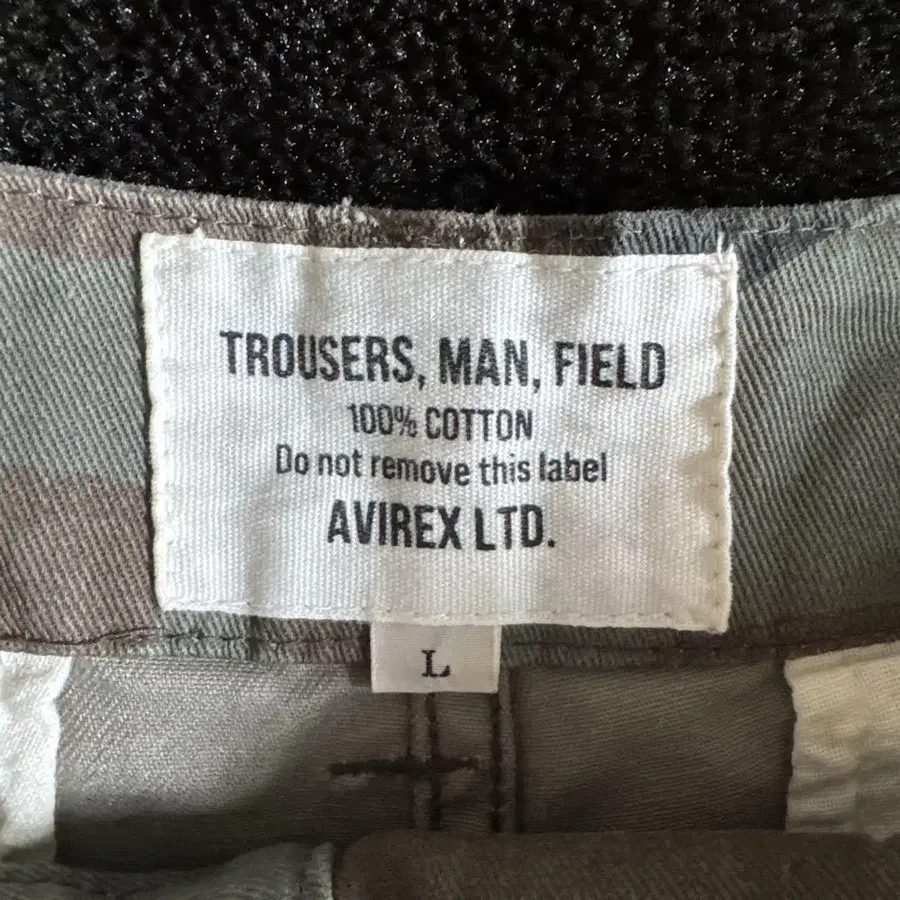 TROUSERS, MAN, FIELD
100% COTTON
Do not remove this label
AVIREX LTD.
L